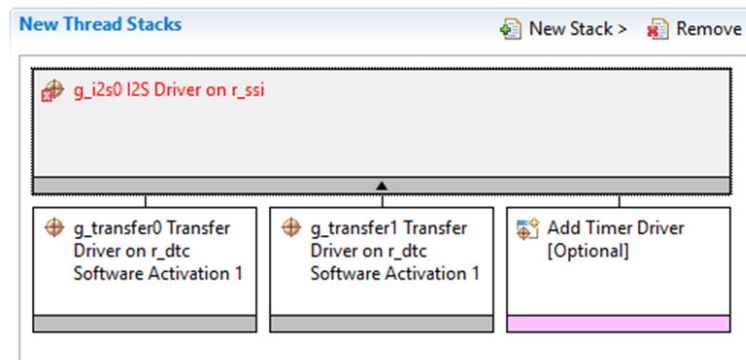 New Thread Stacks
New Stack >
Remove
g_i2s0 I2S Driver on r_ssi
g_transfer0 Transfer
Driver on r_dtc
Software Activation 1
g_transfer1 Transfer
Driver on r_dtc
Software Activation 1
Add Timer Driver
[Optional]